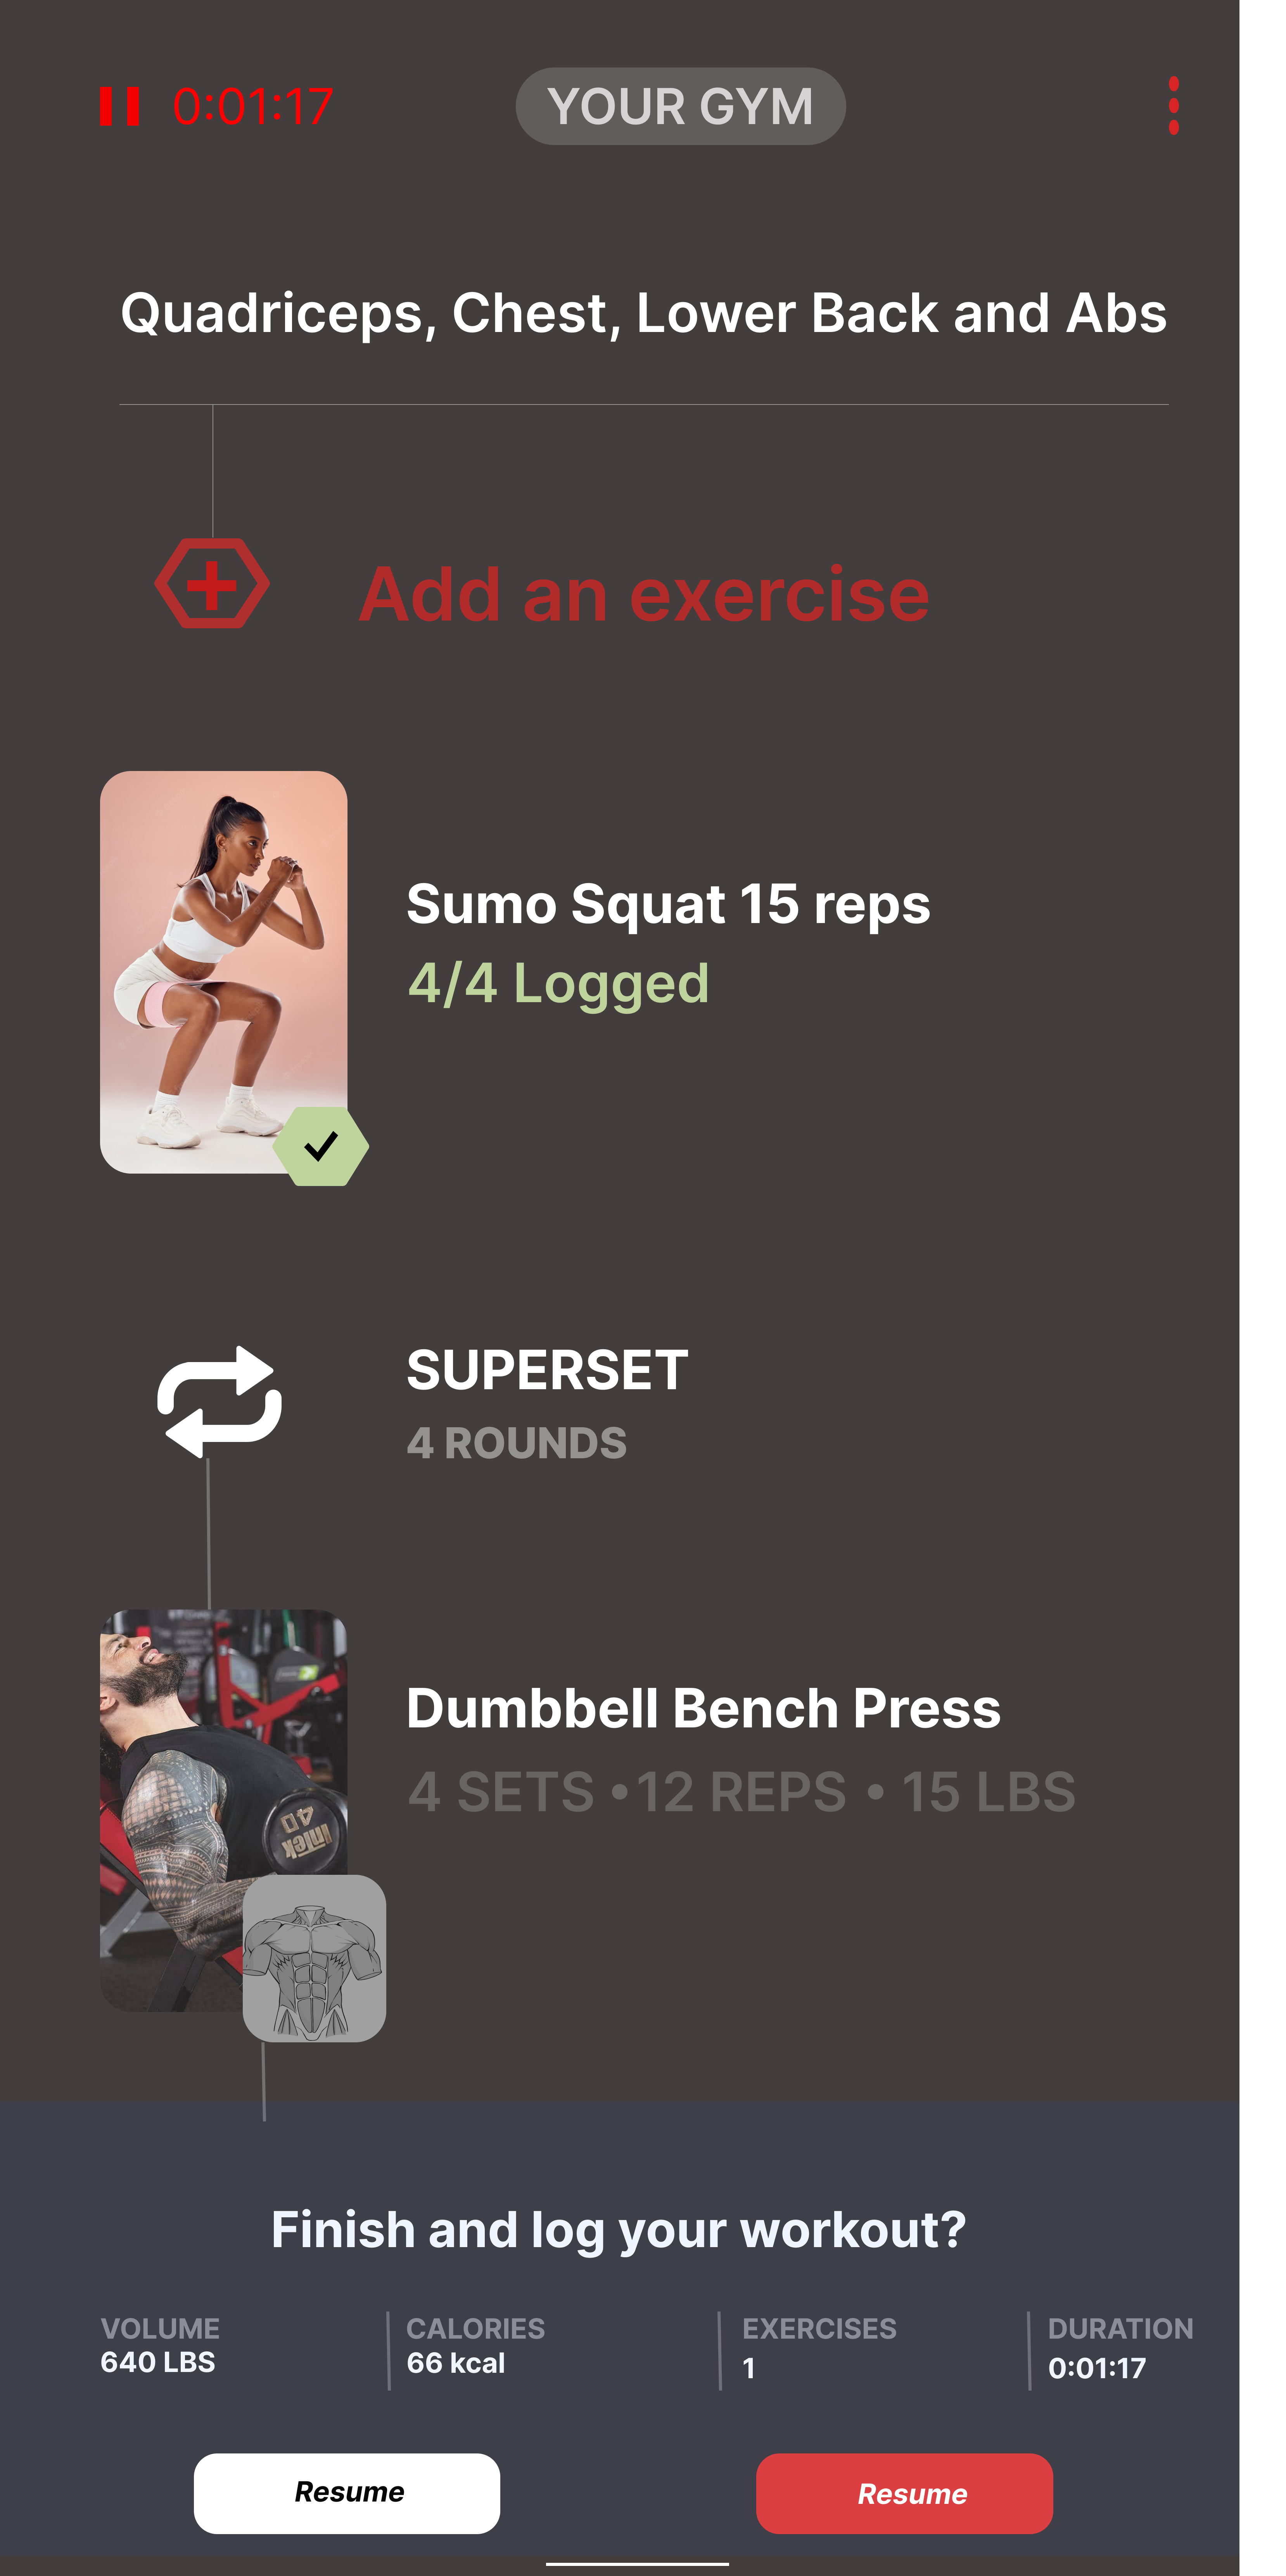 0:01:17
YOUR GYM
Quadriceps, Chest, Lower Back and Abs
Add an exercise
Sumo Squat 15 reps
4/4 Logged
SUPERSET
4 ROUNDS
Dumbbell Bench Press
4 SETS •12 REPS • 15 LBS
40
InTek
Finish and log your workout?
VOLUME
640 LBS
CALORIES
66 kcal
EXERCISES
1
DURATION
0:01:17
Resume
Resume